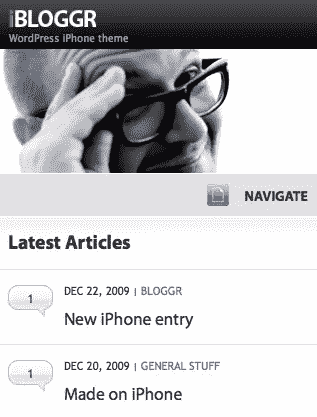 iBLOGGR
WordPress iPhone theme
NAVIGATE
Latest Articles
1
DEC 22, 2009 | BLOGGR
New iPhone entry
1
DEC 20, 2009 | GENERAL STUFF
Made on iPhone